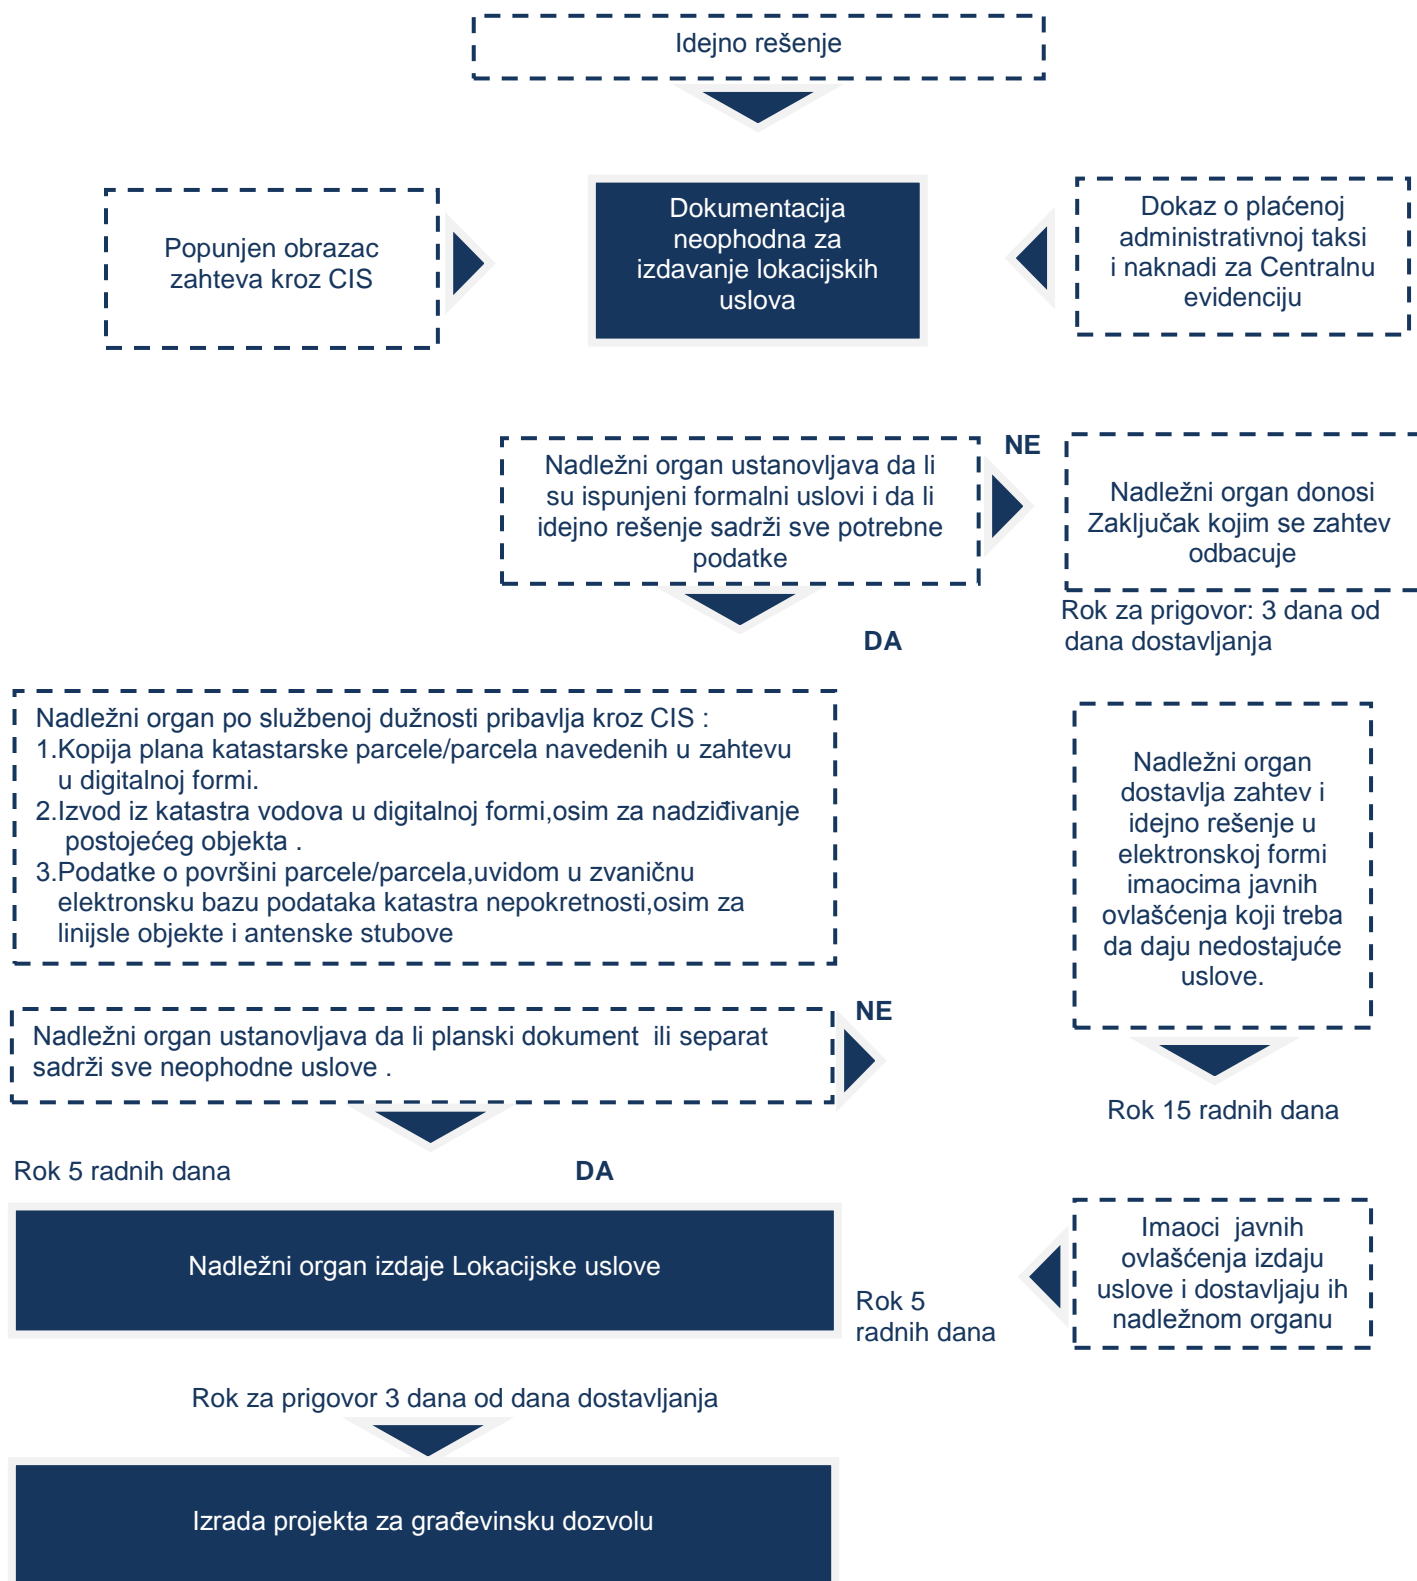 Idejno rešenje
Popunjen obrazac
zahteva kroz CIS
Dokumentacija
neophodna za
izdavanje lokacijskih
uslova
Dokaz o plaćenoj
administrativnoj taksi
i naknadi za Centralnu
evidenciju
Nadležni organ ustanovljava da li
su ispunjeni formalni uslovi i da li
idejno rešenje sadrži sve potrebne
podatke
NE
Nadležni organ donosi
Zaključak kojim se zahtev
odbacuje
Rok za prigovor: 3 dana od
dana dostavljanja
DA
Nadležni organ po službenoj dužnosti pribavlja kroz CIS :
1.Kopija plana katastarske parcele/parcela navedenih u zahtevu
u digitalnoj formi.
2.Izvod iz katastra vodova u digitalnoj formi,osim za nadziđivanje
postojećeg objekta .
3.Podatke o površini parcele/parcela,uvidom u zvaničnu
elektronsku bazu podataka katastra nepokretnosti,osim za
linijsle objekte i antenske stubove
Nadležni organ
dostavlja zahtev i
idejno rešenje u
elektronskoj formi
imaocima javnih
ovlašćenja koji treba
da daju nedostajuće
uslove.
Nadležni organ ustanovljava da li planski dokument  ili separat
sadrži sve neophodne uslove .
NE
Rok 15 radnih dana
Rok 5 radnih dana
DA
Nadležni organ izdaje Lokacijske uslove
Rok 5
radnih dana
Imaoci  javnih
ovlašćenja izdaju
uslove i dostavljaju ih
nadležnom organu
Rok za prigovor 3 dana od dana dostavljanja
Izrada projekta za građevinsku dozvolu